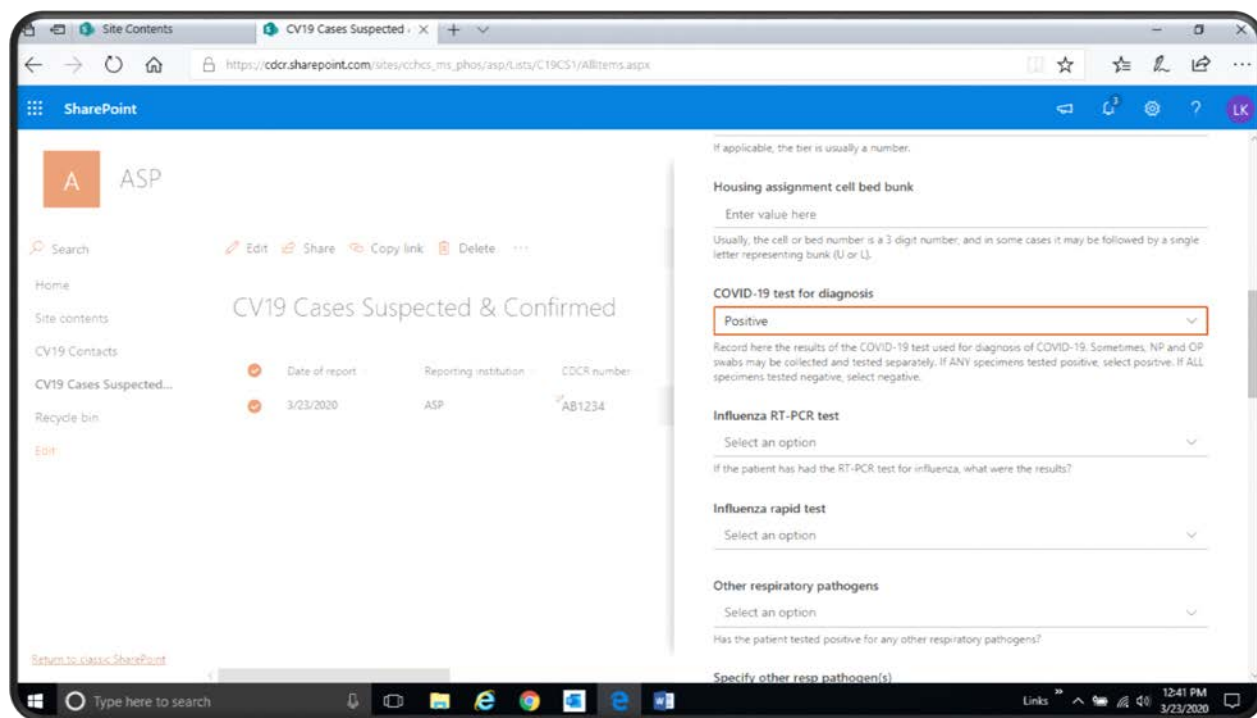 Site Contents
CV19 Cases Suspected
https://cdcr.sharepoint.com/sites/cchcs_ms_phos/asp/Lists/C19CS1/AllItems.aspx
SharePoint
3
?
LK
A
ASP
Search
Edit Share Copy link Delete ...
Home
Site contents
CV19 Contacts
CV19 Cases Suspected...
Recycle bin
Edit
CV19 Cases Suspected & Confirmed
Date of report Reporting institution CDCR number
3/23/2020 ASP AB1234
Return to classic SharePoint
If applicable, the tier is usually a number.
Housing assignment cell bed bunk
Enter value here
Usually, the cell or bed number is a 3 digit number, and in some cases it may be followed by a single
letter representing bunk (U or L).
COVID-19 test for diagnosis
Positive
Record here the results of the COVID-19 test used for diagnosis of COVID-19. Sometimes, NP and OP
swabs may be collected and tested separately. If ANY specimens tested positive, select positive. If ALL
specimens tested negative, select negative.
Influenza RT-PCR test
Select an option
If the patient has had the RT-PCR test for influenza, what were the results?
Influenza rapid test
Select an option
Other respiratory pathogens
Select an option
Has the patient tested positive for any other respiratory pathogens?
Specify other resp pathogen(s)
Type here to search
Links
12:41 PM
3/23/2020